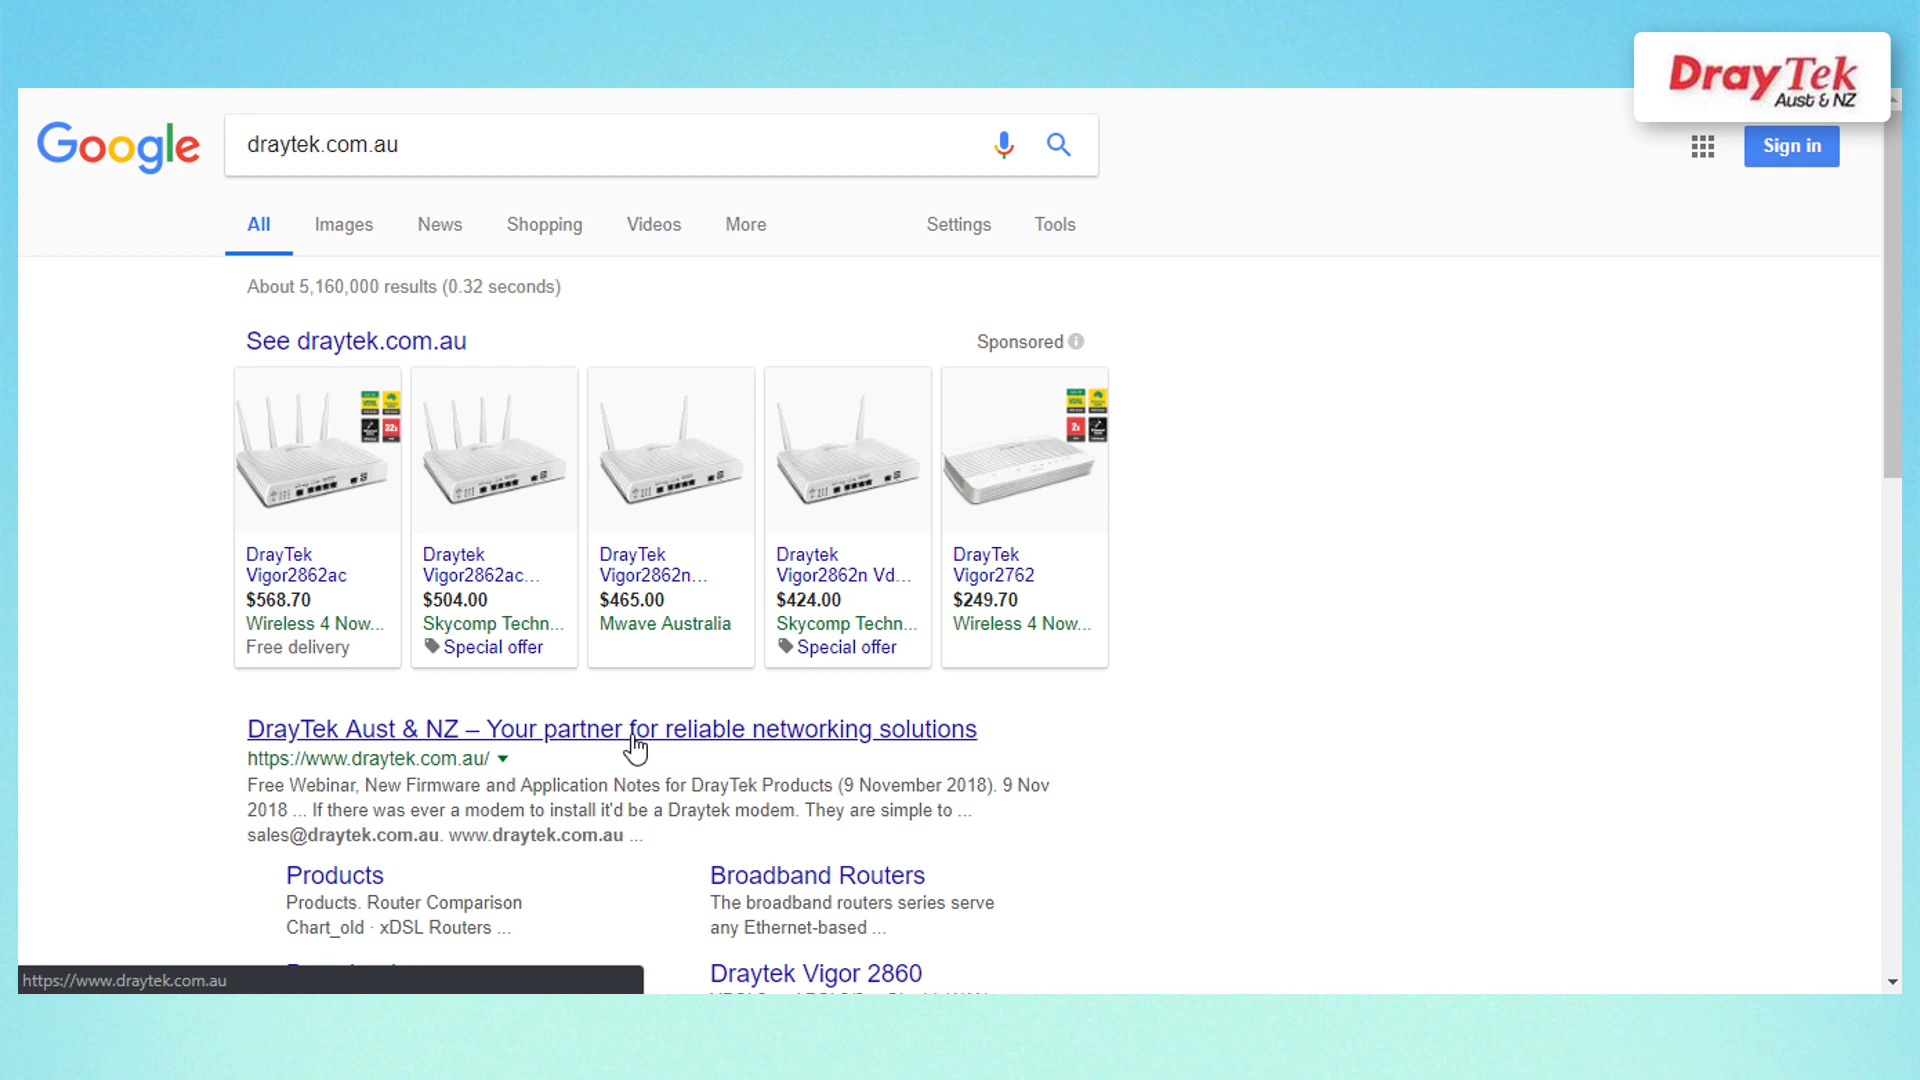 DrayTek
Aust & NZ
Google
draytek.com.au
Sign in
All Images News Shopping Videos More Settings Tools
About 5,160,000 results (0.32 seconds)
See draytek.com.au
Sponsored
DrayTek
Vigor2862ac
$568.70
Wireless 4 Now...
Free delivery
Draytek
Vigor2862ac...
$504.00
Skycomp Techn...
Special offer
DrayTek
Vigor2862n...
$465.00
Mwave Australia
Draytek
Vigor2862n Vd...
$424.00
Skycomp Techn...
Special offer
DrayTek
Vigor2762
$249.70
Wireless 4 Now...
DrayTek Aust & NZ – Your partner for reliable networking solutions
https://www.draytek.com.au/
Free Webinar, New Firmware and Application Notes for DrayTek Products (9 November 2018). 9 Nov
2018 ... If there was ever a modem to install it'd be a Draytek modem. They are simple to ...
sales@draytek.com.au. www.draytek.com.au ...
Products
Products. Router Comparison
Chart_old · xDSL Routers ...
Broadband Routers
The broadband routers series serve
any Ethernet-based ...
Draytek Vigor 2860
https://www.draytek.com.au